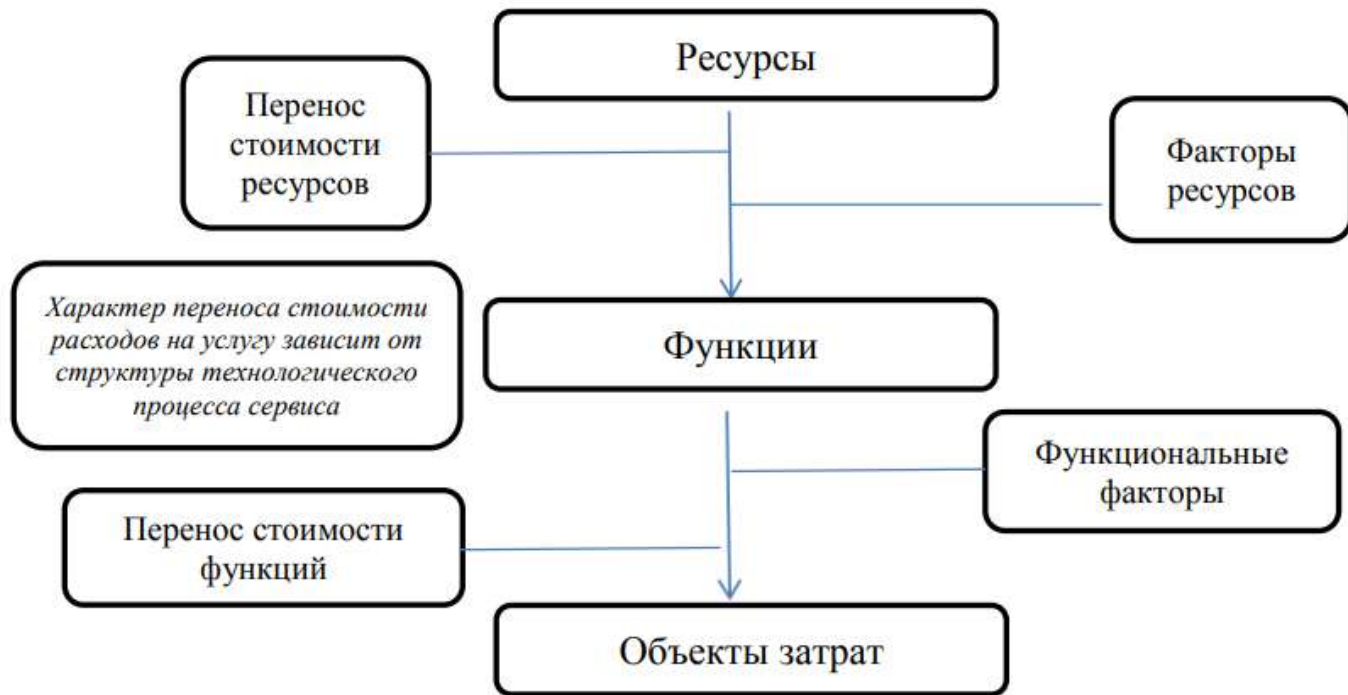 Ресурсы
Перенос
стоимости
ресурсов
Факторы
ресурсов
Характер переноса стоимости
расходов на услугу зависит от
структуры технологического
процесса сервиса
Функции
Функциональные
факторы
Перенос стоимости
функций
Объекты затрат